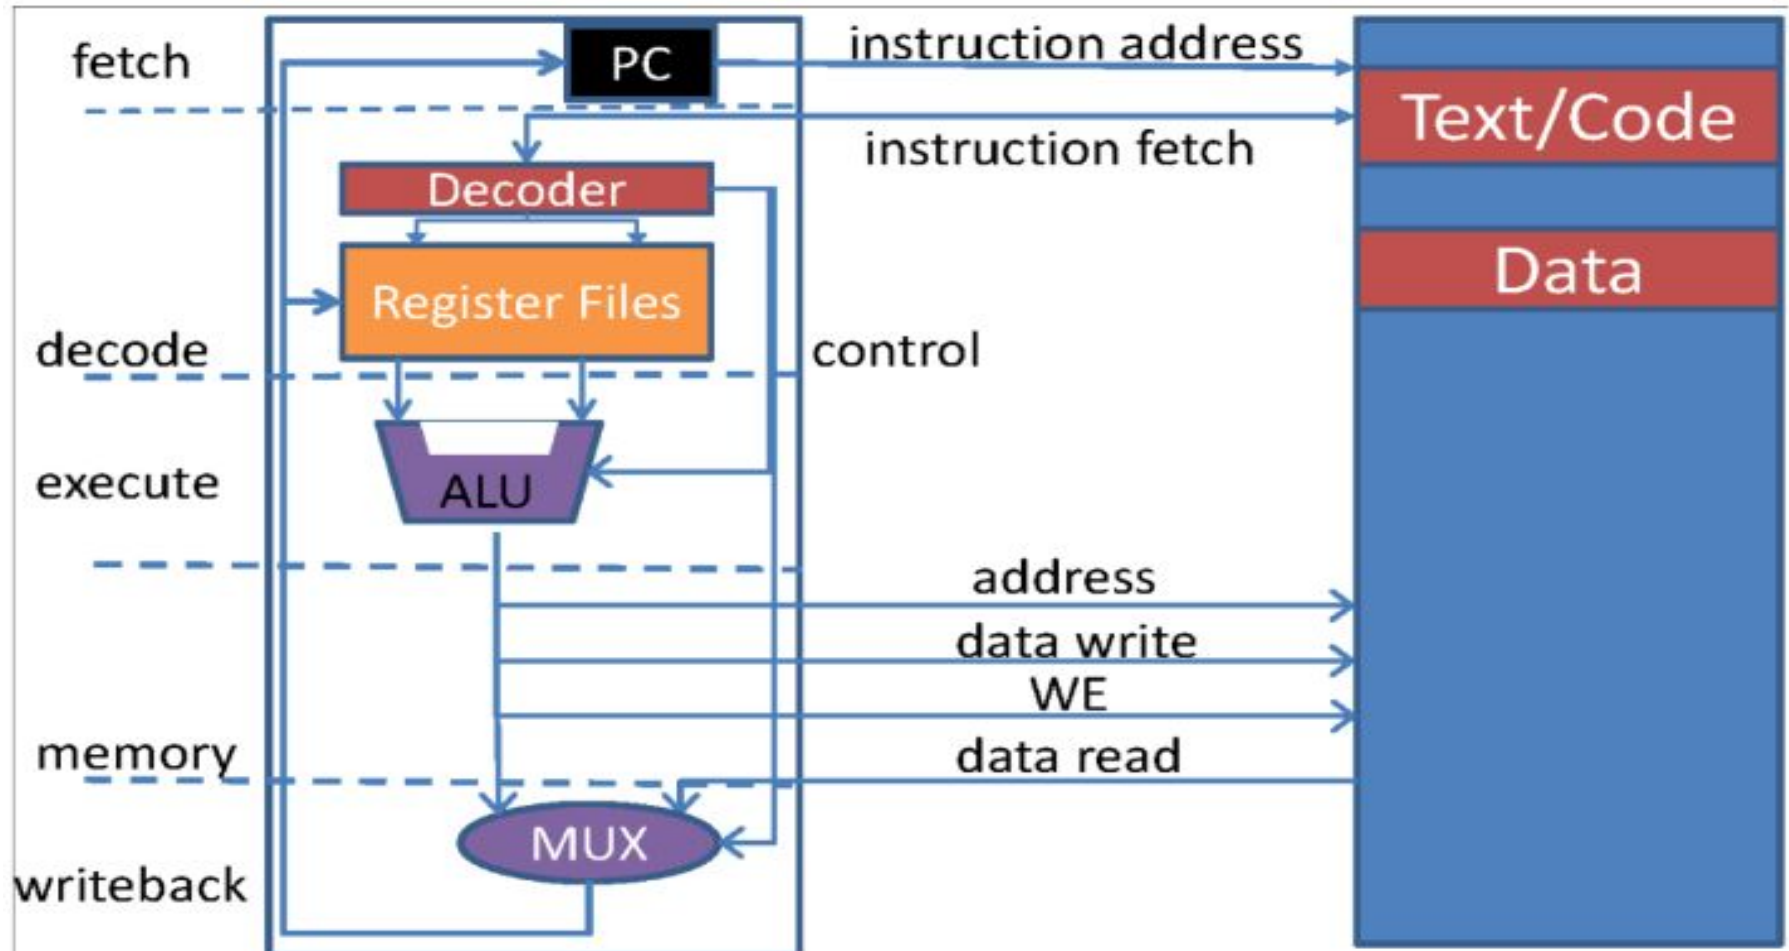 fetch
PC
instruction address
Text/Code
instruction fetch
Decoder
Data
Register Files
decode
control
execute
ALU
address
data write
WE
memory
data read
MUX
writeback